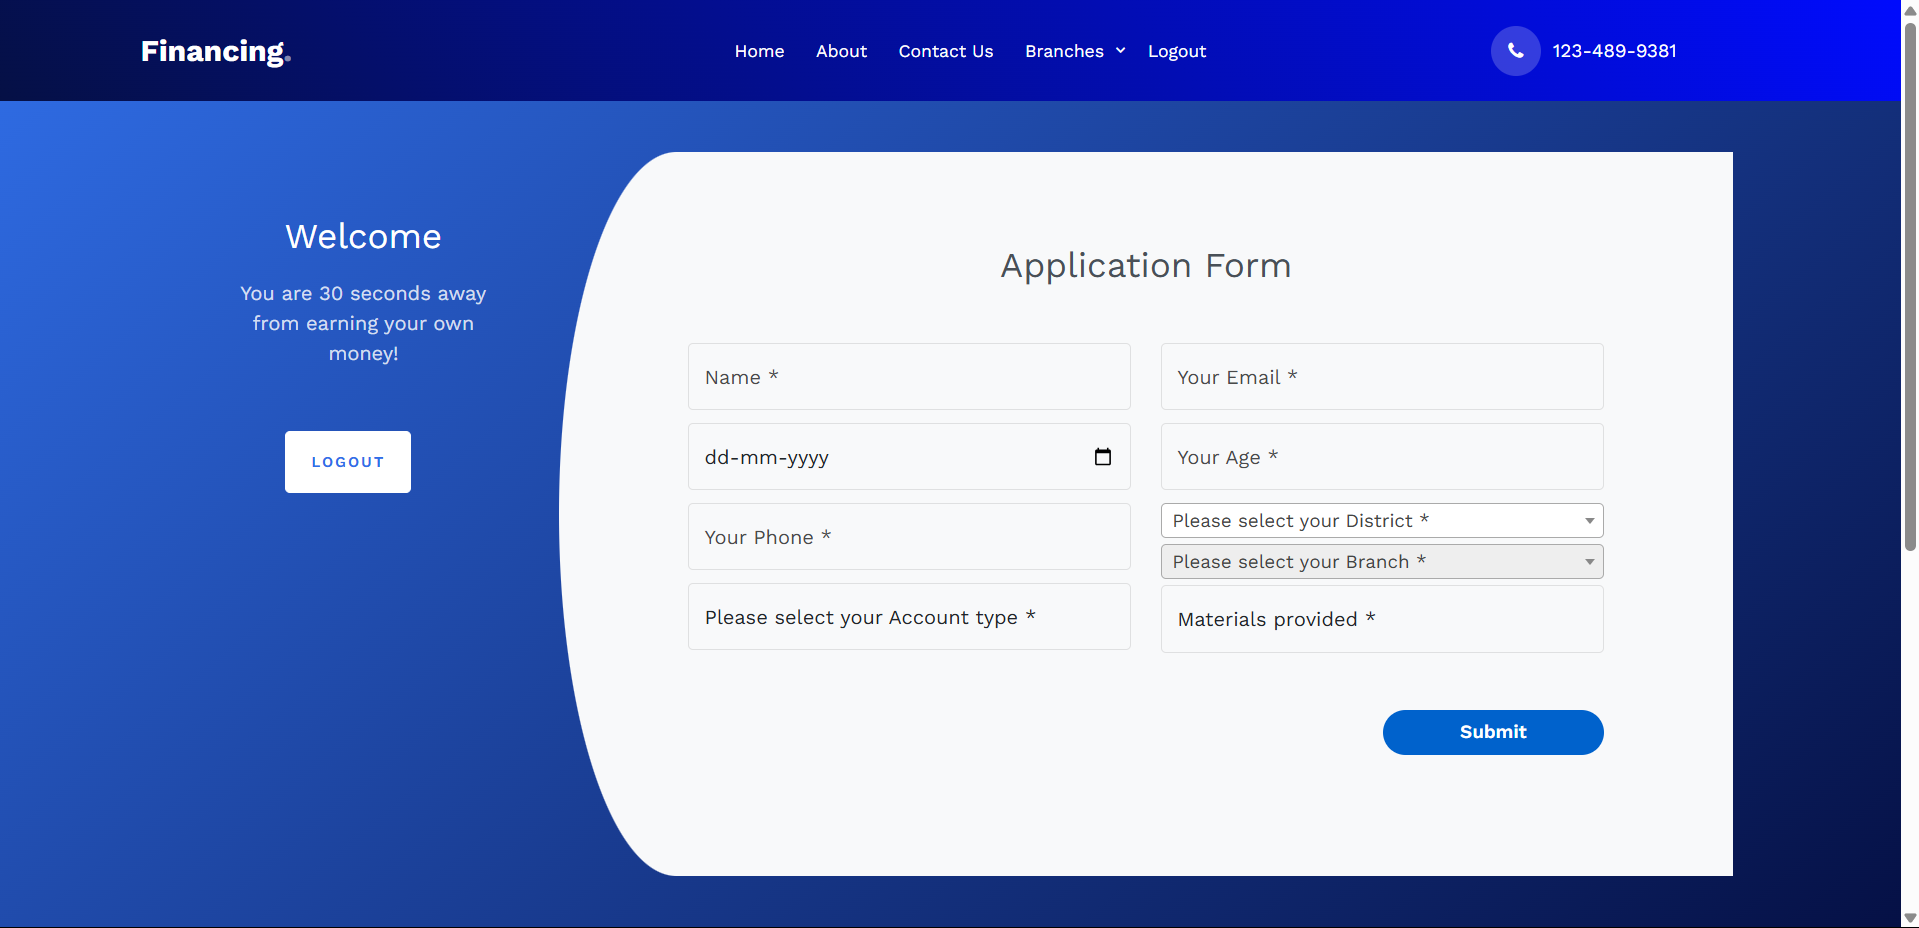 Financing.
Home
About
Contact Us
Branches
Logout
123-489-9381
Welcome
You are 30 seconds away
from earning your own
money!
LOGOUT
Application Form
Name *
Your Email *
dd-mm-yyyy
Your Age *
Your Phone *
Please select your District *
Please select your Branch *
Please select your Account type *
Materials provided *
Submit